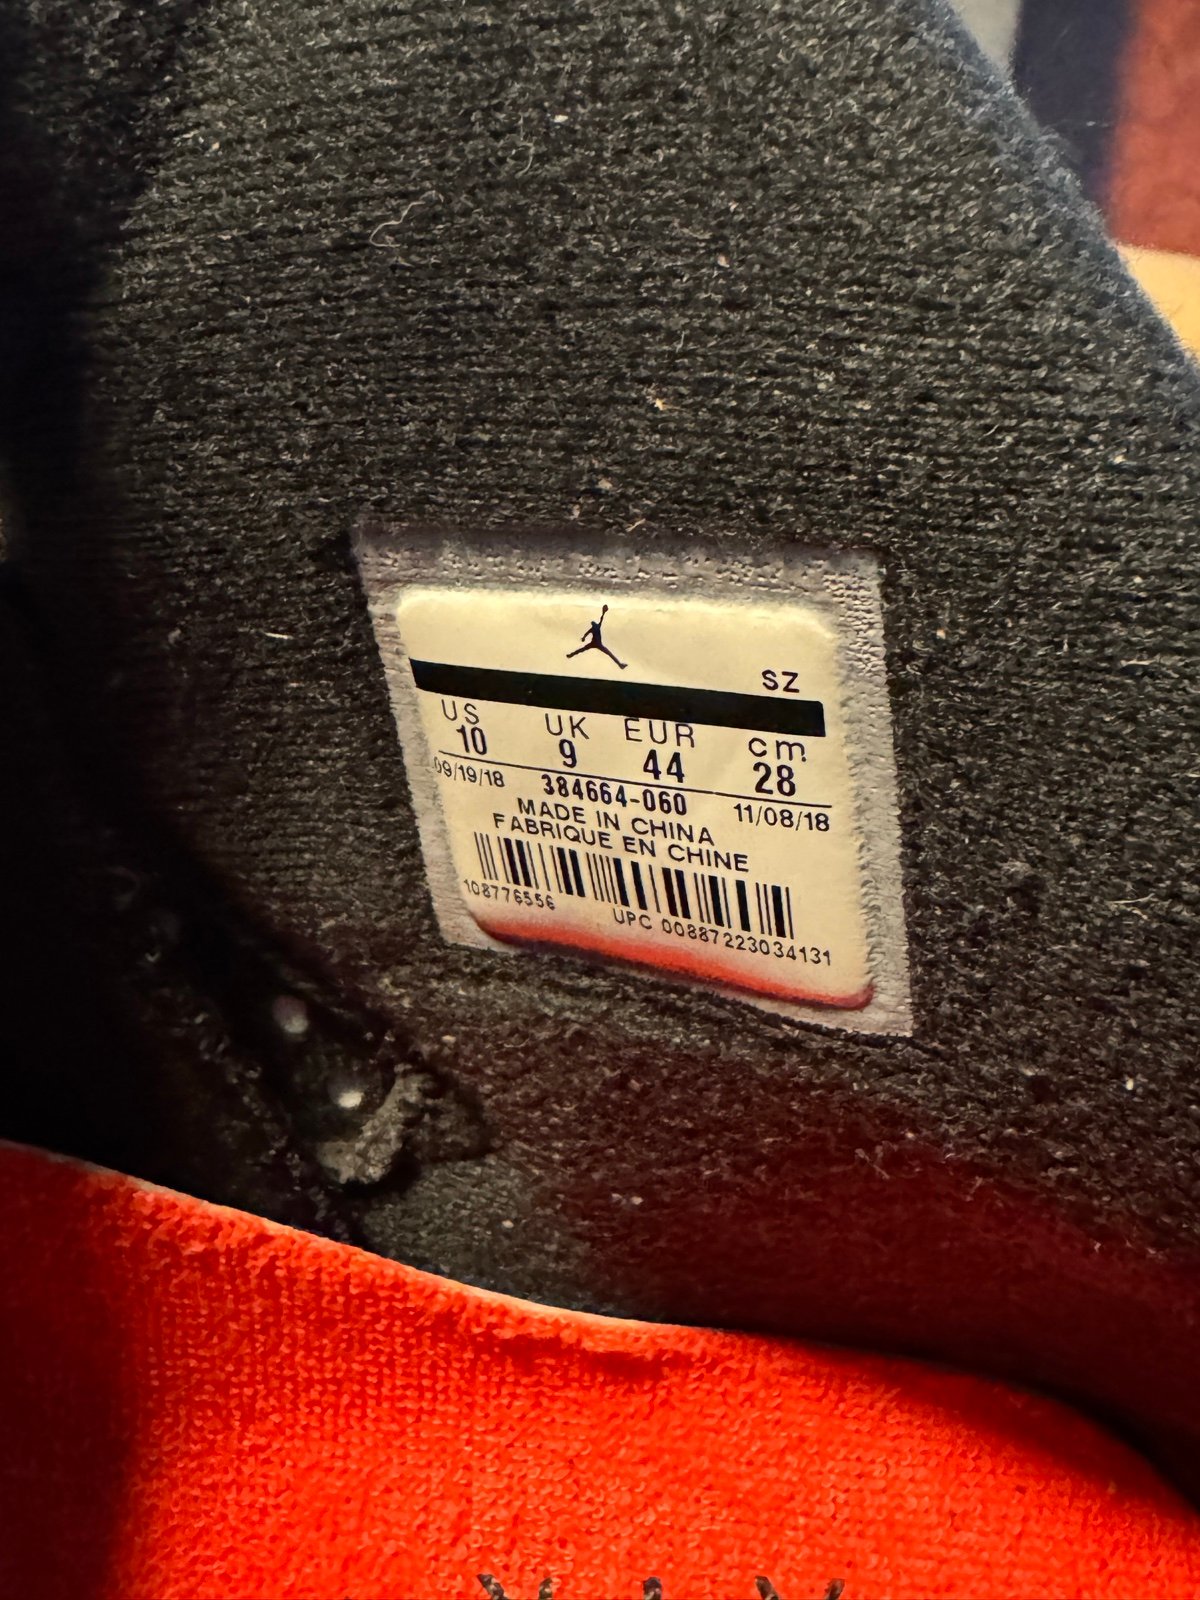 SZ
US UK EUR cm
10 9 44 28
09/19/18 384664-060 11/08/18
MADE IN CHINA
FABRIQUE EN CHINE
108776556 UPC 00887223034131